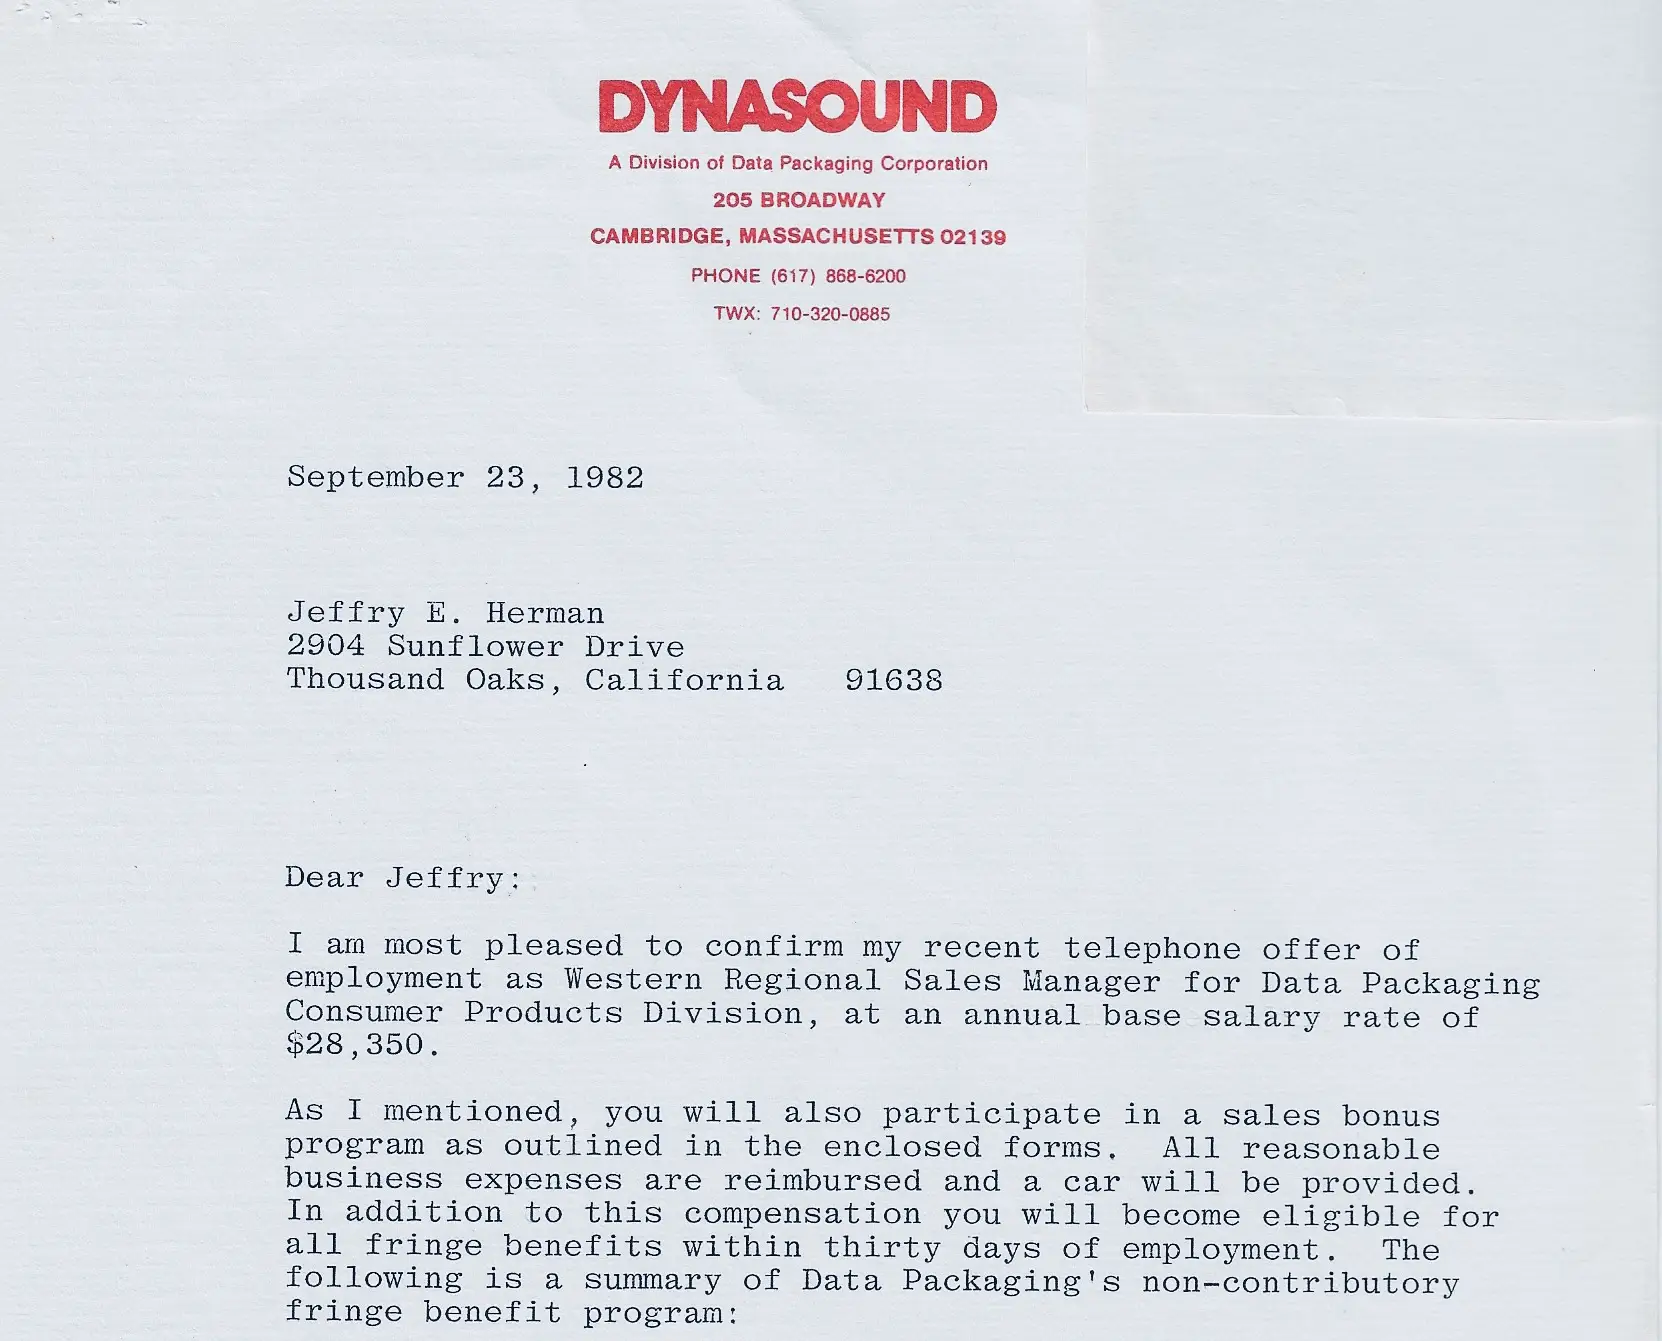 DYNASOUND
A Division of Data Packaging Corporation
205 BROADWAY
CAMBRIDGE, MASSACHUSETTS 02139
PHONE (617) 868-6200
TWX: 710-320-0885
September 23, 1982
Jeffry E. Herman
2904 Sunflower Drive
Thousand Oaks, California 91638
Dear Jeffry:
I am most pleased to confirm my recent telephone offer of
employment as Western Regional Sales Manager for Data Packaging
Consumer Products Division, at an annual base salary rate of
$28,350.
As I mentioned, you will also participate in a sales bonus
program as outlined in the enclosed forms. All reasonable
business expenses are reimbursed and a car will be provided.
In addition to this compensation you will become eligible for
all fringe benefits within thirty days of employment. The
following is a summary of Data Packaging's non-contributory
fringe benefit program: